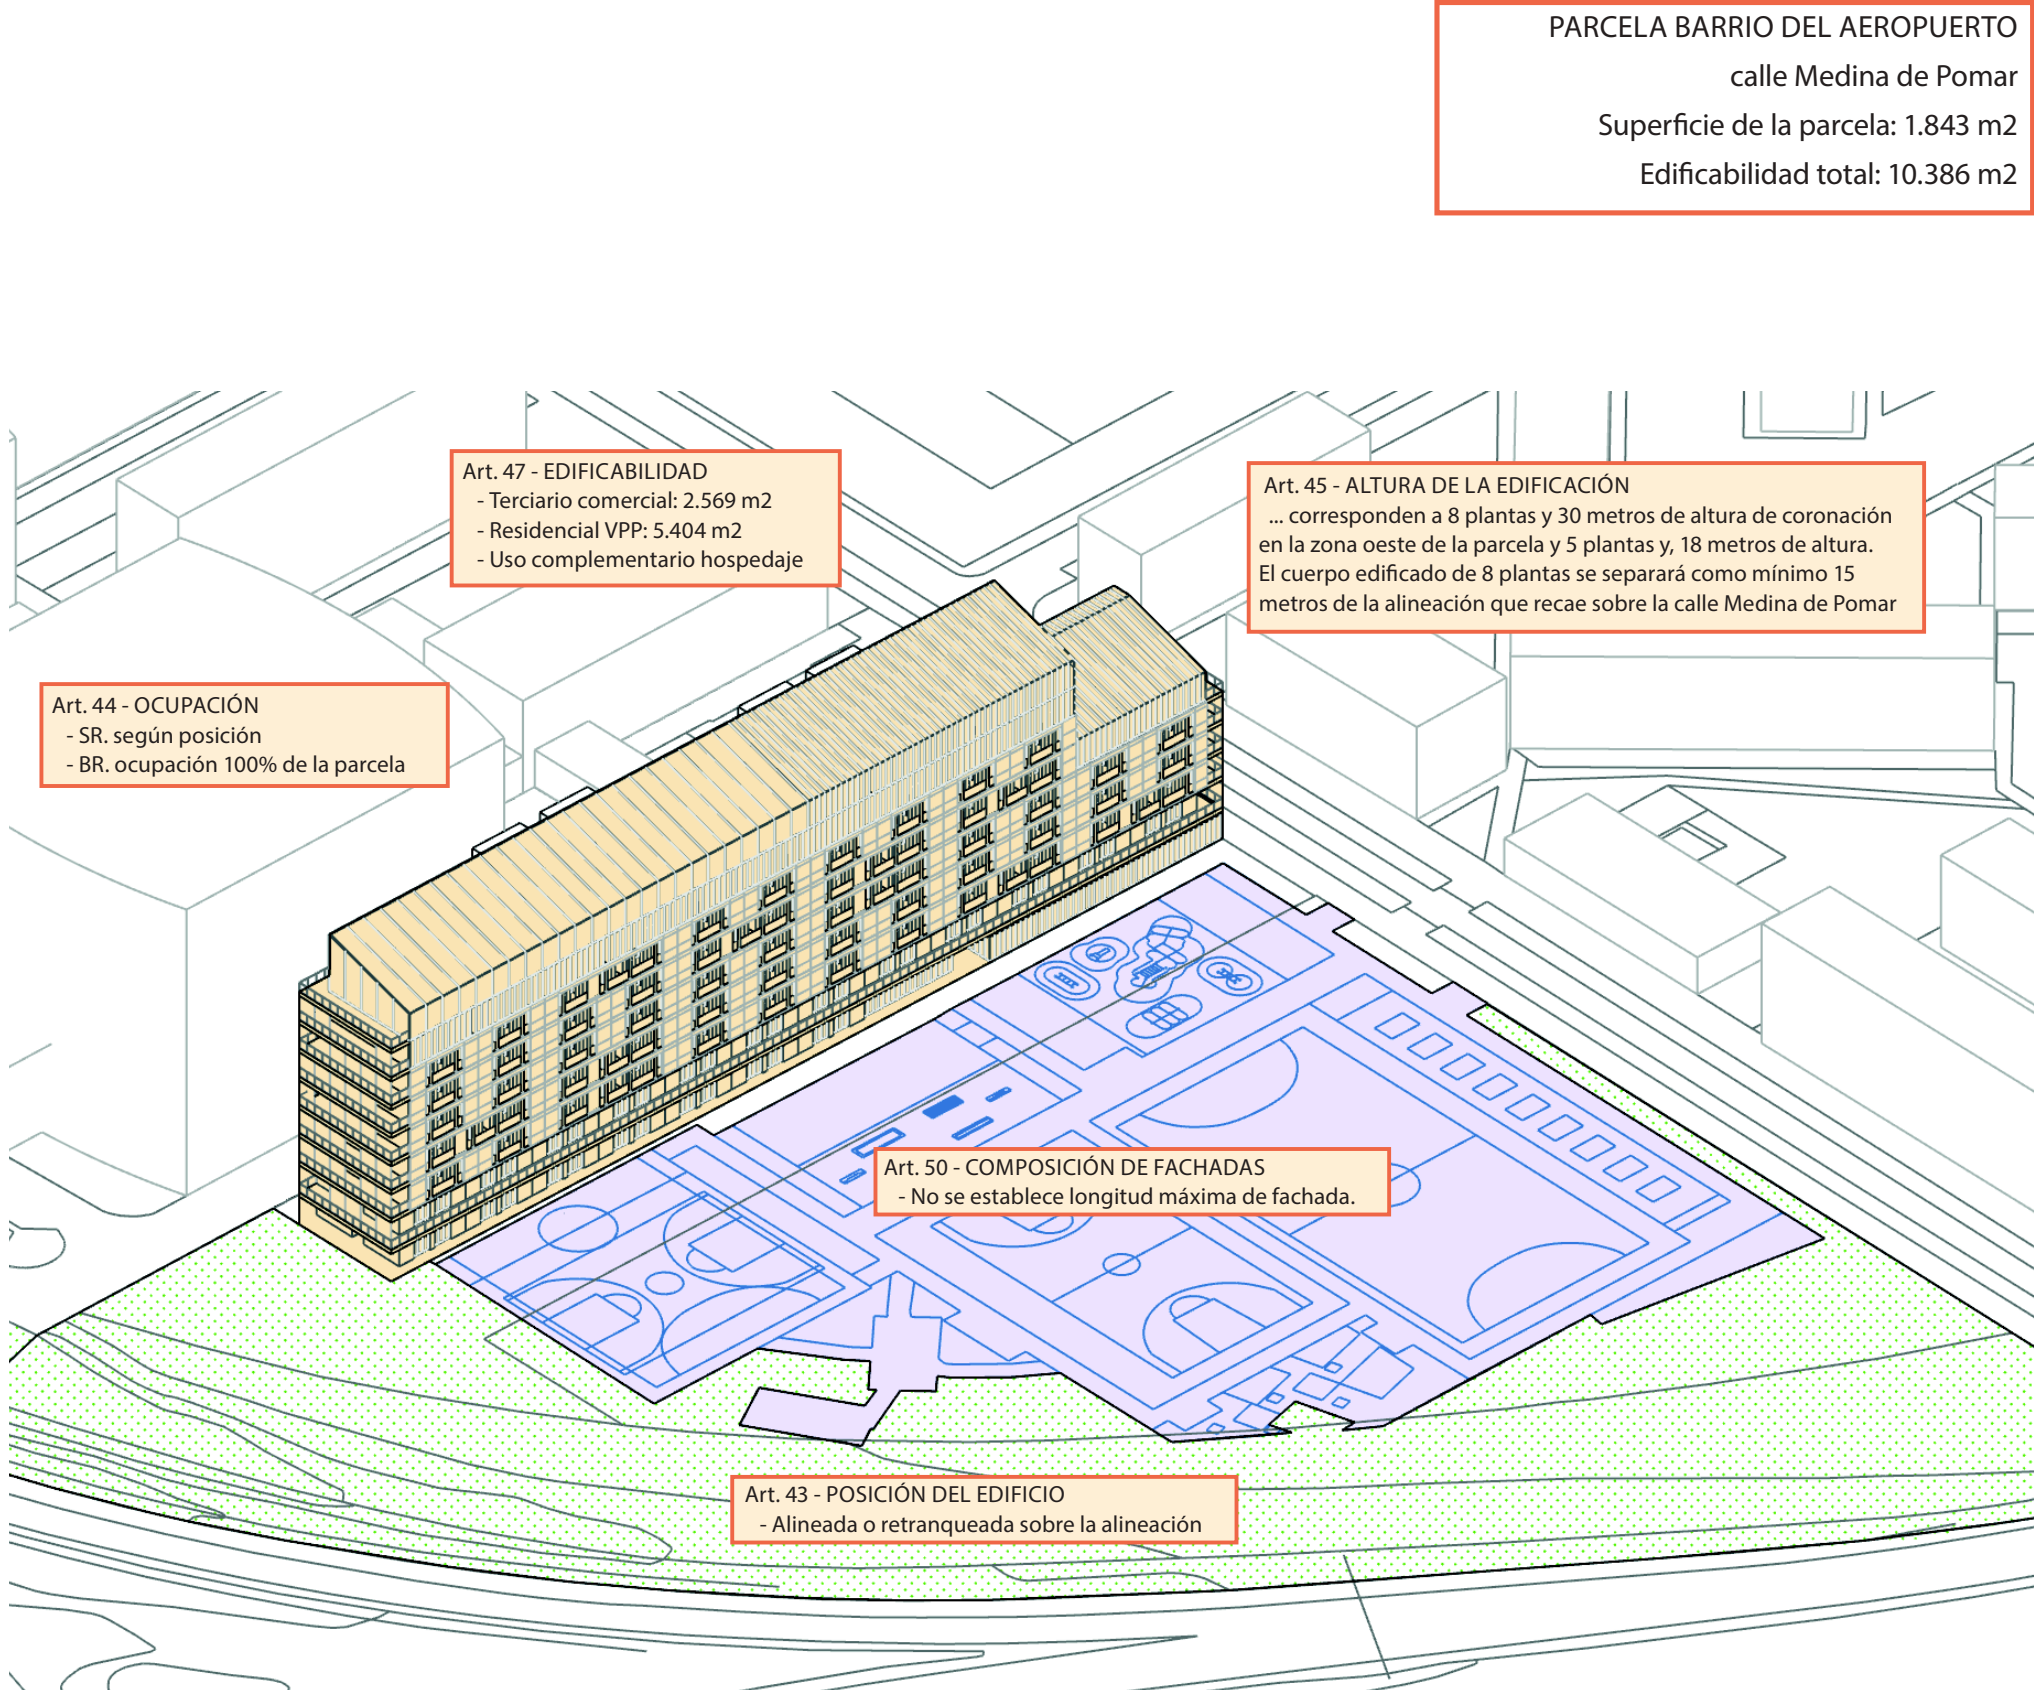 PARCELA BARRIO DEL AEROPUERTO
calle Medina de Pomar
Superficie de la parcela: 1.843 m2
Edificabilidad total: 10.386 m2
Art. 47 - EDIFICABILIDAD
- Terciario comercial: 2.569 m2
- Residencial VPP: 5.404 m2
- Uso complementario hospedaje
Art. 45 - ALTURA DE LA EDIFICACIÓN
... corresponden a 8 plantas y 30 metros de altura de coronación
en la zona oeste de la parcela y 5 plantas y, 18 metros de altura.
El cuerpo edificado de 8 plantas se separará como mínimo 15
metros de la alineación que recae sobre la calle Medina de Pomar
Art. 44 - OCUPACIÓN
- SR. según posición
- BR. ocupación 100% de la parcela
Art. 50 - COMPOSICIÓN DE FACHADAS
- No se establece longitud máxima de fachada.
Art. 43 - POSICIÓN DEL EDIFICIO
- Alineada o retranqueada sobre la alineación